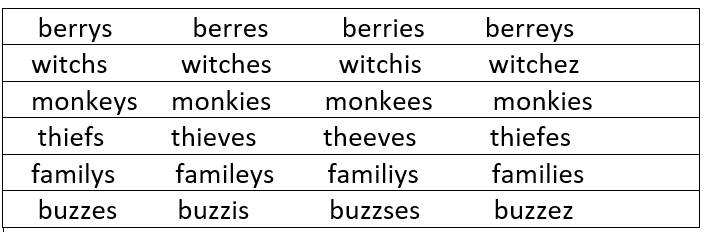 berrys berres berries berreys
witchs witches witchis witchez
monkeys monkies monkees monkies
thiefs thieves theeves thiefes
familys famileys familiys families
buzzes buzzis buzzses buzzez